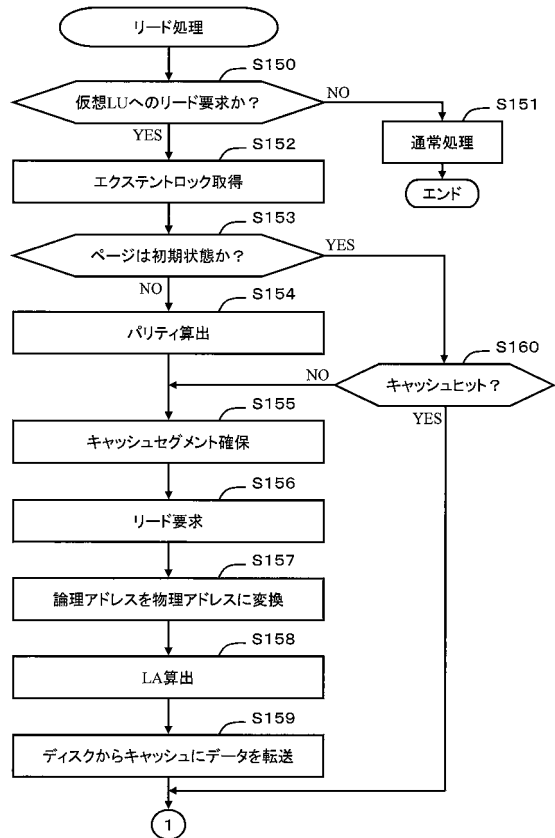 リード処理
S150
仮想LUへのリード要求か？
NO
YES
S151
通常処理
エンド
S152
エクステントロック取得
S153
ページは初期状態か？
YES
NO
S154
パリティ算出
S160
キャッシュヒット？
NO
YES
S155
キャッシュセグメント確保
S156
リード要求
S157
論理アドレスを物理アドレスに変換
S158
LA算出
S159
ディスクからキャッシュにデータを転送
1